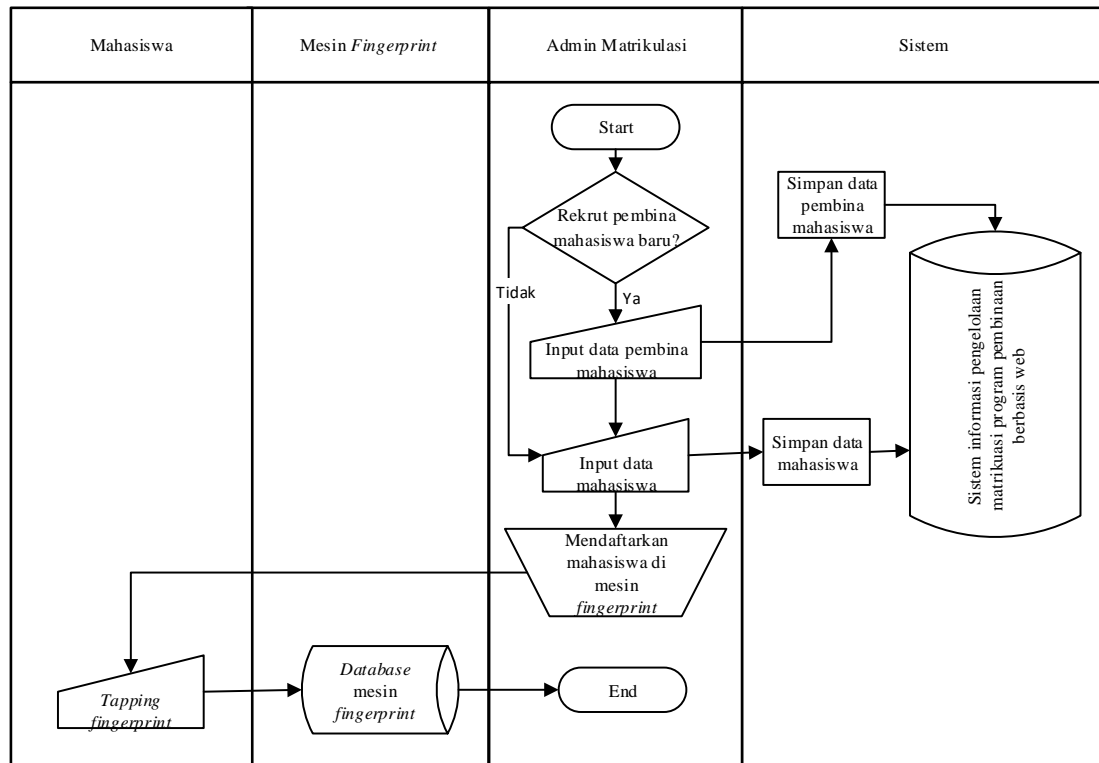 Mahasiswa
Mesin Fingerprint
Admin Matrikulasi
Sistem
Start
Rekrut pembina
mahasiswa baru?
Tidak
Ya
Simpan data
pembina
mahasiswa
Input data pembina
mahasiswa
Sistem informasi pengelolaan
matrikuasi program pembinaan
berbasis web
Input data
mahasiswa
Simpan data
mahasiswa
Mendaftarkan
mahasiswa di
mesin
fingerprint
Tapping
fingerprint
Database
mesin
fingerprint
End